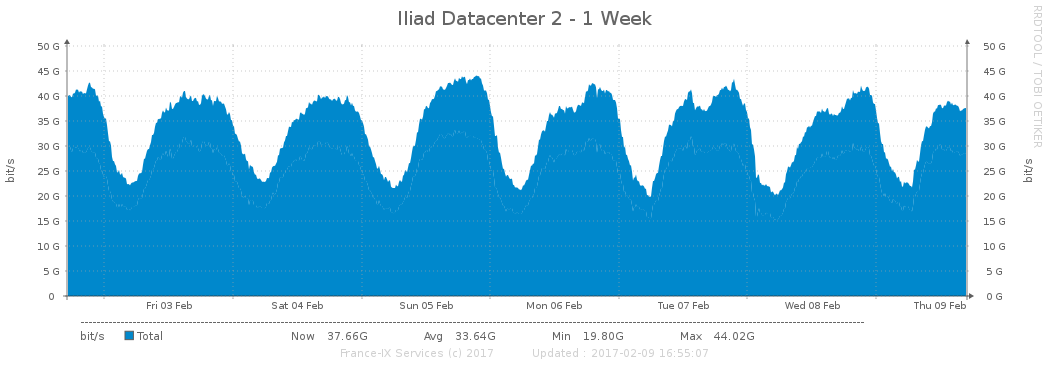 Iliad Datacenter 2 - 1 Week
RRDTOOL / TOBI OETIKER
50 G 50 G
45 G 45 G
40 G 40 G
35 G 35 G
30 G 30 G
25 G 25 G
20 G 20 G
15 G 15 G
10 G 10 G
5 G 5 G
0 0 G
bit/s
bit/s
Fri 03 Feb Sat 04 Feb Sun 05 Feb Mon 06 Feb Tue 07 Feb Wed 08 Feb Thu 09 Feb
bit/s Total Now 37.66G Avg 33.64G Min 19.80G Max 44.02G
France-IX Services (c) 2017 Updated : 2017-02-09 16:55:07